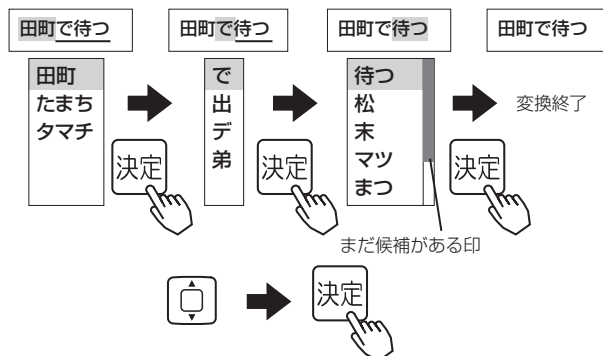 田町で待つ
田町
たまち
タマチ
決定
田町で待つ
で
出
デ
弟
決定
田町で待つ
待つ
松
末
マツ
まつ
まだ候補がある印
決定
田町で待つ
変換終了
決定